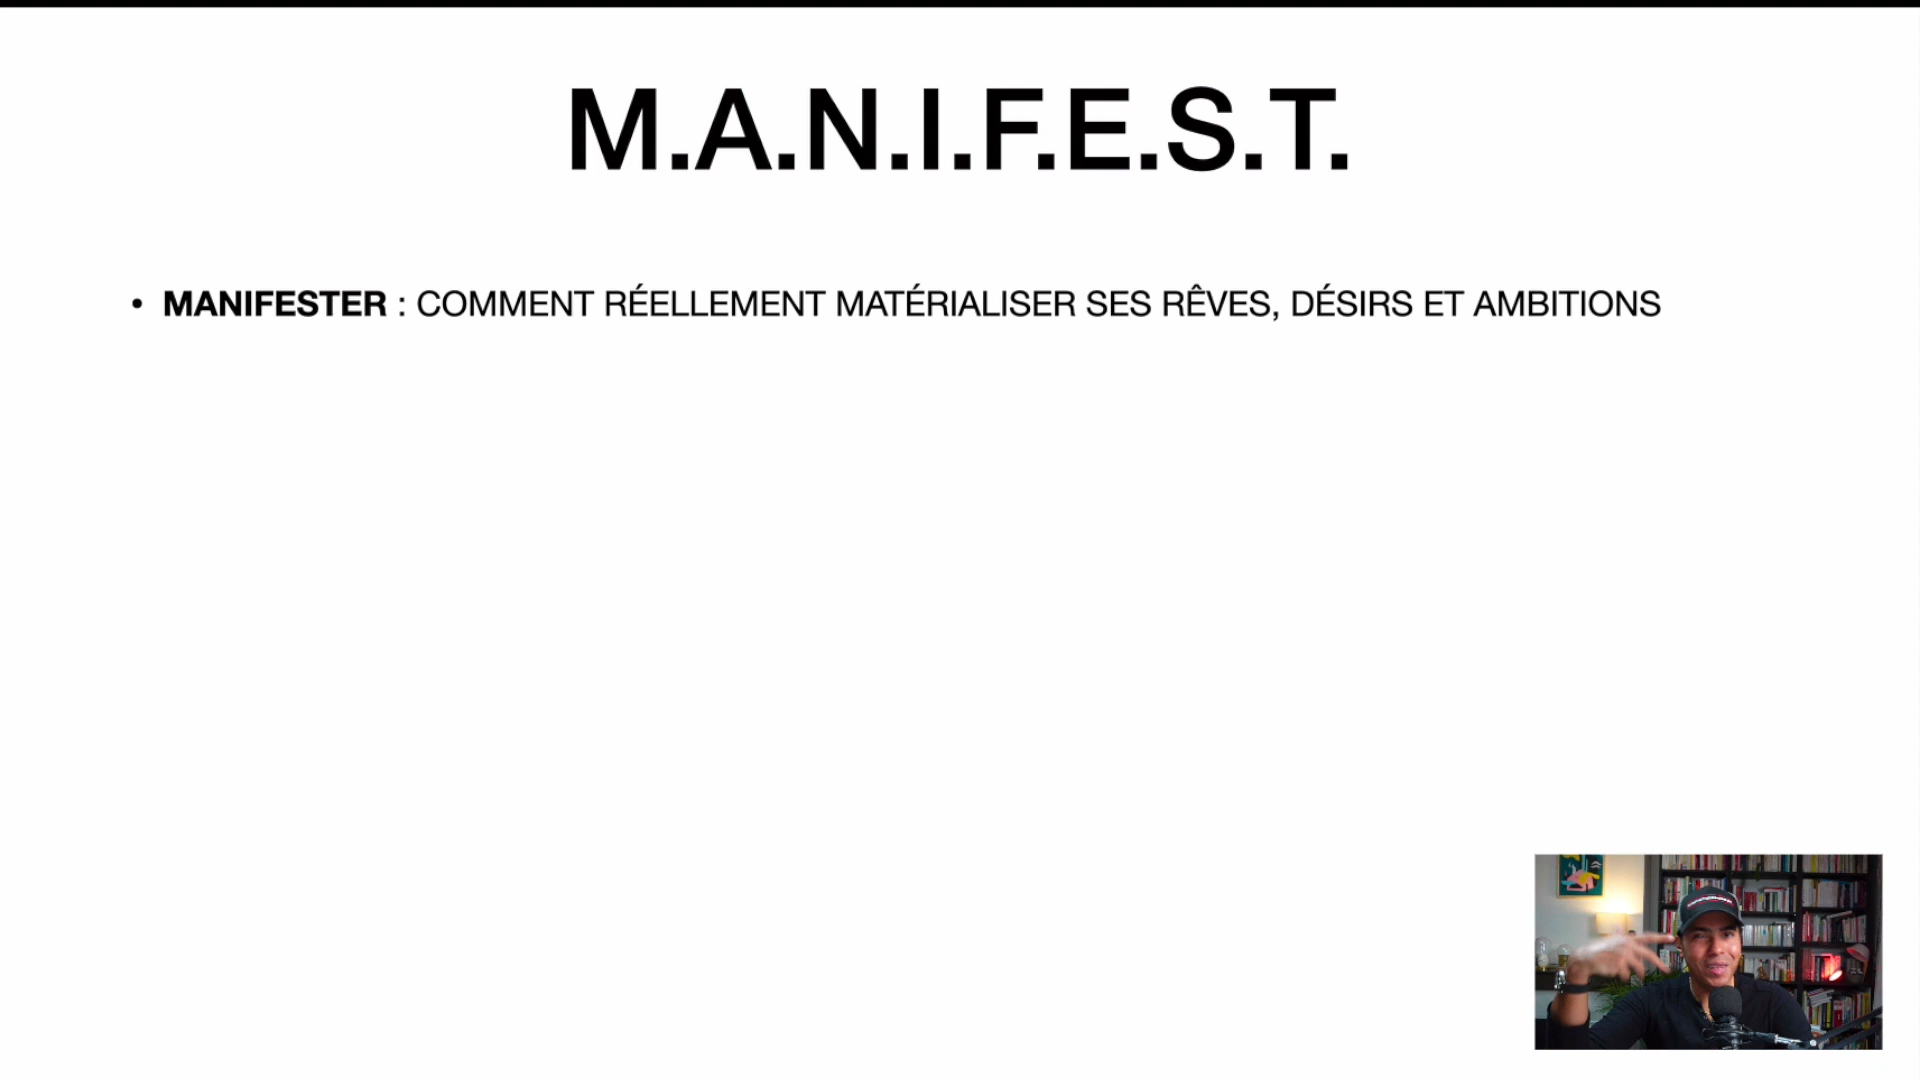 M.A.N.I.F.E.S.T.
• MANIFESTER : COMMENT RÉELLEMENT MATÉRIALISER SES RÊVES, DÉSIRS ET AMBITIONS